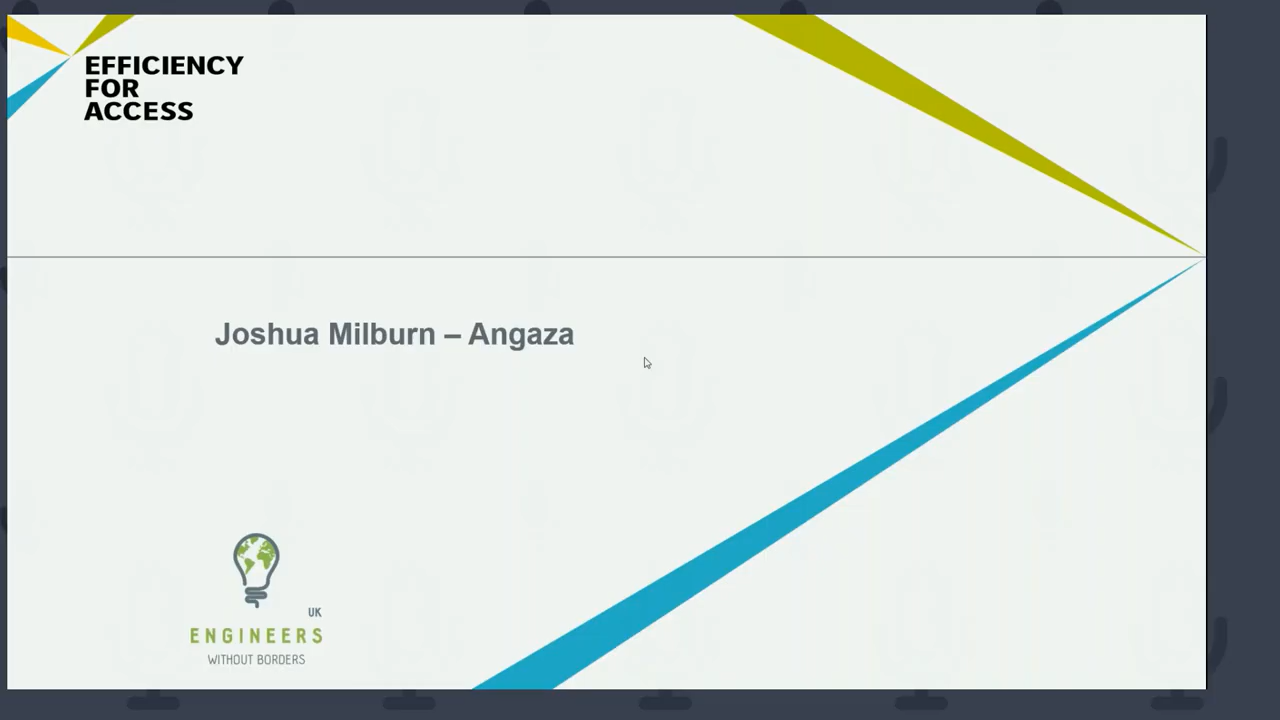 EFFICIENCY
FOR
ACCESS
Joshua Milburn – Angaza
UK
ENGINEERS
WITHOUT BORDERS